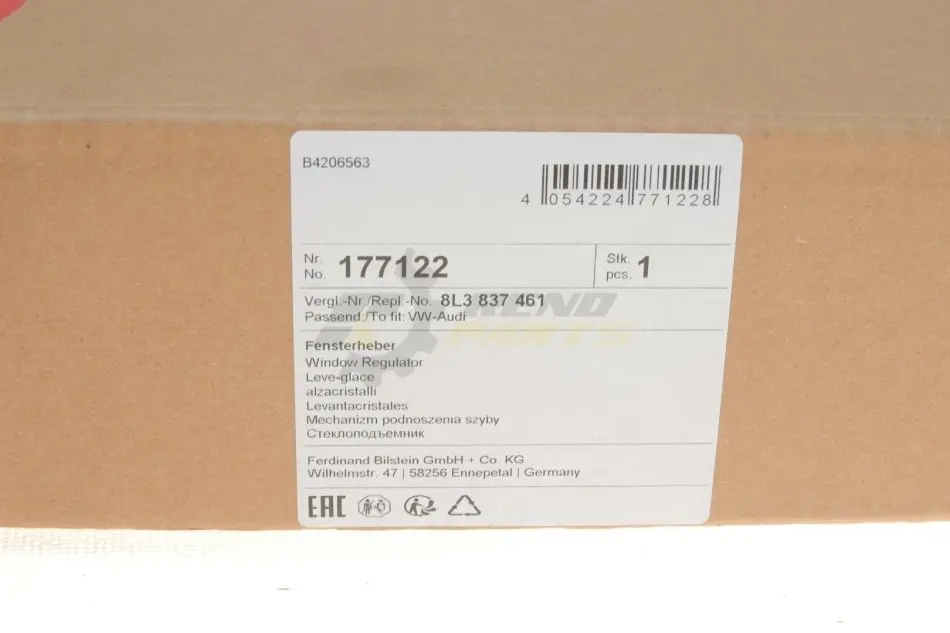 B4206563
4 054224 771228
Nr. No. 177122 Stk. pcs. 1
Vergl.-Nr./Repl.-No. 8L3 837 461
Passend:/To fit: VW-Audi
TREND
PARTS
Fensterheber
Window Regulator
Leve-glace
alzacristalli
Levantacristales
Mechanizm podnoszenia szyby
Стеклоподъемник
Ferdinand Bilstein GmbH + Co. KG
Wilhelmstr. 47 | 58256 Ennepetal | Germany
EAC